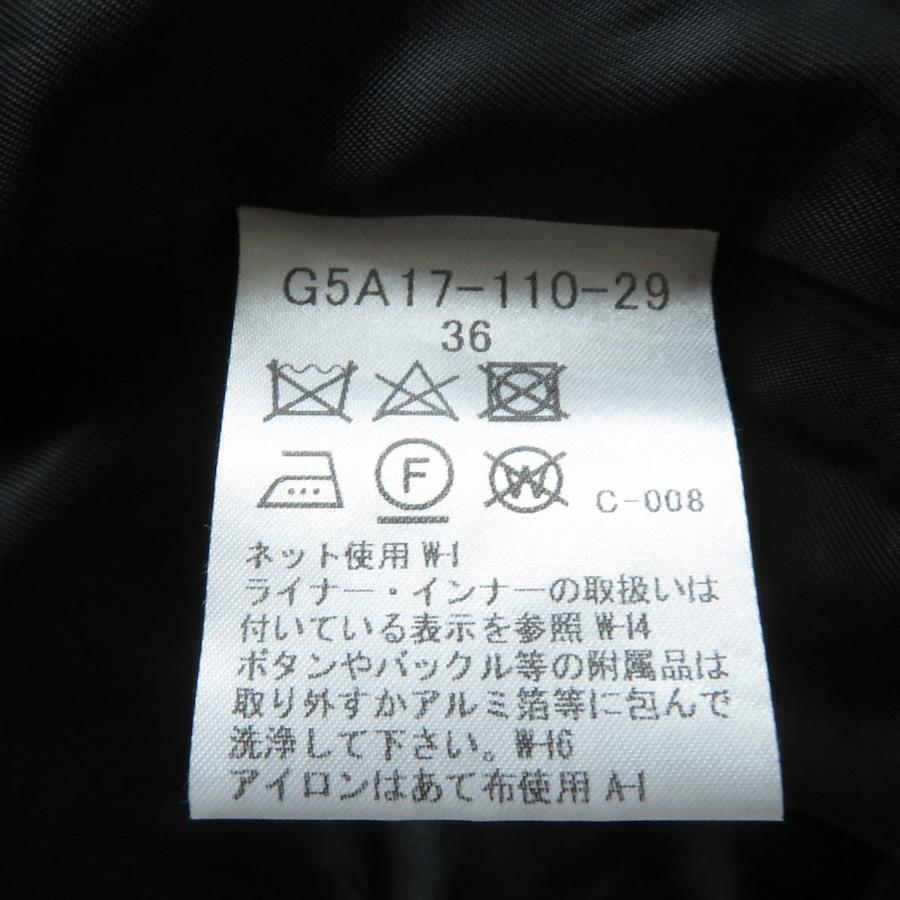 G5A17-110-29
36
F
W
C-008
ネット使用 W-1
ライナー・インナーの取扱いは
付いている表示を参照 W-14
ボタンやバックル等の附属品は
取り外すかアルミ箔等に包んで
洗浄して下さい。W-16
アイロンはあて布使用 A-1